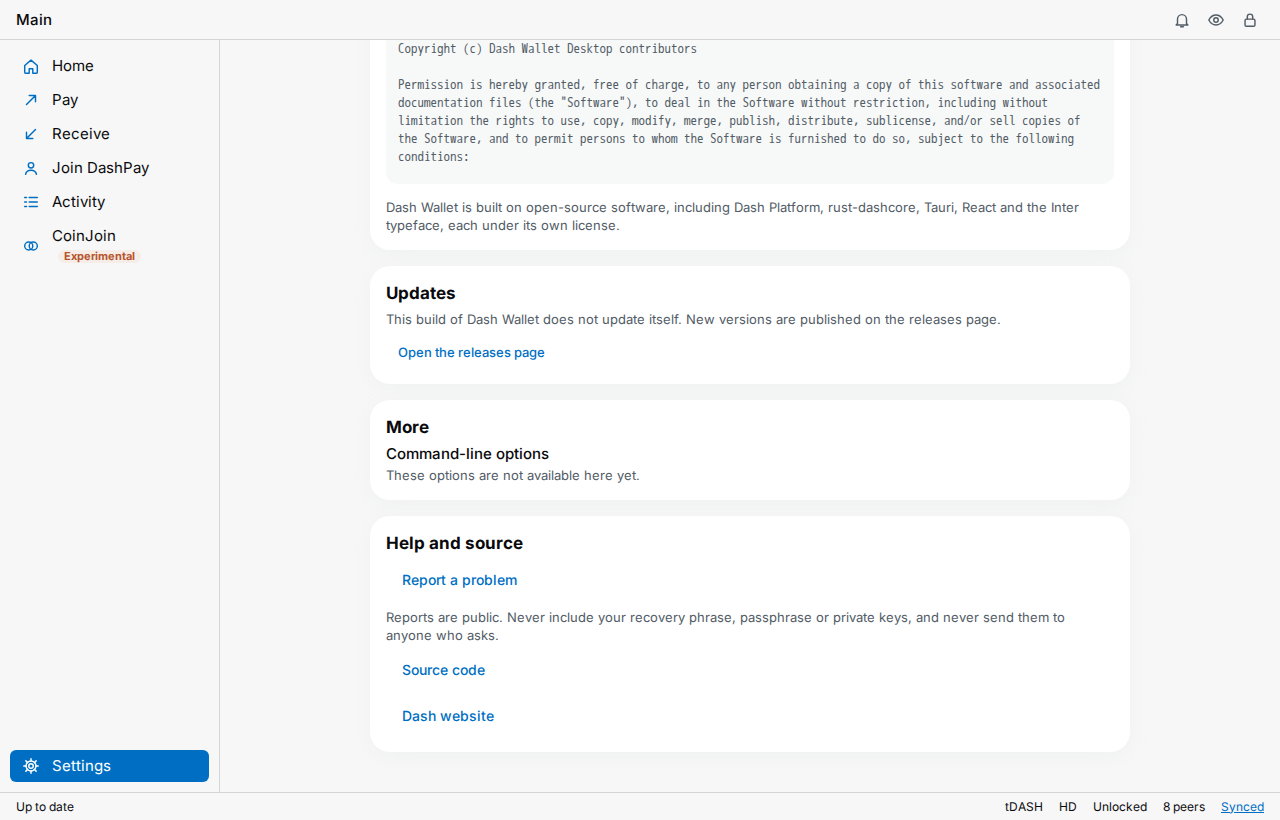 Main
Home
Pay
Receive
Join DashPay
Activity
CoinJoin
Experimental
Settings
Copyright (c) Dash Wallet Desktop contributors
Permission is hereby granted, free of charge, to any person obtaining a copy of this software and associated
documentation files (the "Software"), to deal in the Software without restriction, including without
limitation the rights to use, copy, modify, merge, publish, distribute, sublicense, and/or sell copies of
the Software, and to permit persons to whom the Software is furnished to do so, subject to the following
conditions:
Dash Wallet is built on open-source software, including Dash Platform, rust-dashcore, Tauri, React and the Inter
typeface, each under its own license.
Updates
This build of Dash Wallet does not update itself. New versions are published on the releases page.
Open the releases page
More
Command-line options
These options are not available here yet.
Help and source
Report a problem
Reports are public. Never include your recovery phrase, passphrase or private keys, and never send them to
anyone who asks.
Source code
Dash website
Up to date
tDASH HD Unlocked 8 peers Synced